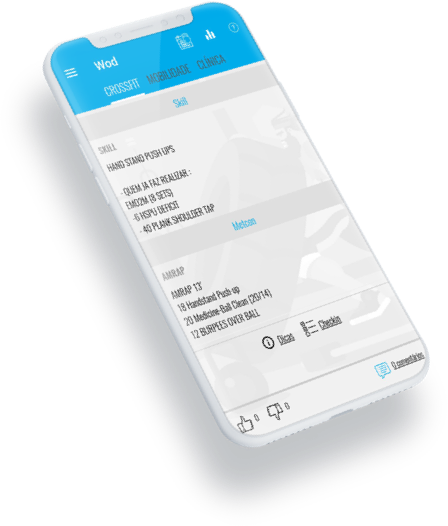 Wod
CROSSFIT MOBILIDADE CLINICA
Skill
SKILL
HAND STAND PUSH UPS
- QUEM JA FAZ REALIZAR :
EMO2M (8 SETS)
- 6 HSPU DEFICIT
- 40 PLANK SHOULDER TAP
Metcon
AMRAP
AMRAP 13'
18 Handstand Push-up
20 Medicine-Ball Clean (20/14)
12 BURPEES OVER BALL
Dicas Checkin
0 0 0 comentários